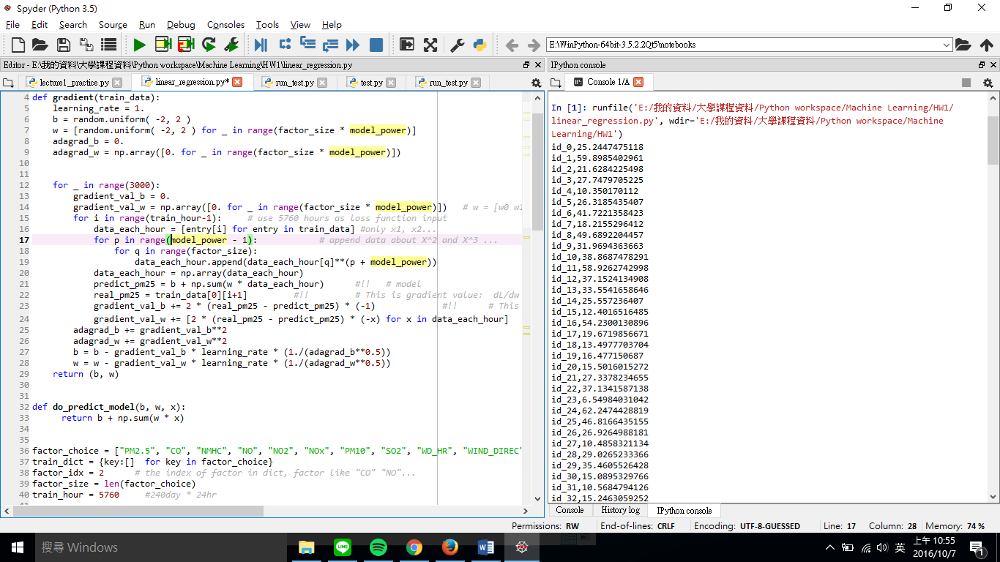 Spyder (Python 3.5)
File Edit Search Source Run Debug Consoles Tools View Help
E:\WinPython-64bit-3.5.2.2Qt5\notebooks
Editor - E:\我的資料\大學課程資料\Python workspace\Machine Learning\HW1\linear_regression.py
IPython console
lecture1_practice.py linear_regression.py* run_test.py test.py run_test.py
Console 1/A
4 def gradient(train_data):
5 learning_rate = 1.
6 b = random.uniform( -2, 2 )
7 w = [random.uniform( -2, 2 ) for _ in range(factor_size * model_power)]
8 adagrad_b = 0.
9 adagrad_w = np.array([0. for _ in range(factor_size * model_power)])
10
11
12 for _ in range(3000):
13 gradient_val_b = 0.
14 gradient_val_w = np.array([0. for _ in range(factor_size * model_power)]) # w = [w0 w1
15 for i in range(train_hour-1): # use 5760 hours as loss function input
16 data_each_hour = [entry[i] for entry in train_data] #only x1, x2...
17 for p in range(model_power - 1): # append data about X^2 and X^3 ...
18 for q in range(factor_size):
19 data_each_hour.append(data_each_hour[q]**(p + model_power))
20 data_each_hour = np.array(data_each_hour)
21 predict_pm25 = b + np.sum(w * data_each_hour) #!! # model
22 real_pm25 = train_data[0][i+1] #!! # This is gradient value: dL/dw
23 gradient_val_b += 2 * (real_pm25 - predict_pm25) * (-1) #!! # This
24 gradient_val_w += [2 * (real_pm25 - predict_pm25) * (-x) for x in data_each_hour]
25 adagrad_b += gradient_val_b**2
26 adagrad_w += gradient_val_w**2
27 b = b - gradient_val_b * learning_rate * (1./(adagrad_b**0.5))
28 w = w - gradient_val_w * learning_rate * (1./(adagrad_w**0.5))
29 return (b, w)
30
31
32 def do_predict_model(b, w, x):
33 return b + np.sum(w * x)
34
35
36 factor_choice = ["PM2.5", "CO", "NMHC", "NO", "NO2", "NOx", "PM10", "SO2", "WD_HR", "WIND_DIREC"
37 train_dict = {key:[] for key in factor_choice}
38 factor_idx = 2 # the index of factor in dict, factor like "CO" "NO"...
39 factor_size = len(factor_choice)
40 train_hour = 5760 #240day * 24hr
In [1]: runfile('E:/我的資料/大學課程資料/Python workspace/Machine Learning/HW1/
linear_regression.py', wdir='E:/我的資料/大學課程資料/Python workspace/Machine
Learning/HW1')
id_0,25.2447475118
id_1,59.8985402961
id_2,21.6284225498
id_3,27.7479705225
id_4,10.350170112
id_5,26.3185435407
id_6,41.7221358423
id_7,18.2155296412
id_8,49.6892204457
id_9,31.9694363663
id_10,38.8687478291
id_11,58.9262742998
id_12,37.1524134908
id_13,33.5541658646
id_14,25.557236407
id_15,12.4016516485
id_16,54.2300130896
id_17,19.6719856671
id_18,13.4977703704
id_19,16.477150687
id_20,15.5016015272
id_21,27.3378234655
id_22,37.1341587138
id_23,6.54984031042
id_24,62.2474428819
id_25,46.8166435155
id_26,26.9264988181
id_27,10.4858321134
id_28,29.0265233366
id_29,35.4605526428
id_30,15.0895329766
id_31,10.5684794126
id_32,15.2463059252
Console History log IPython console
Permissions: RW End-of-lines: CRLF Encoding: UTF-8-GUESSED Line: 17 Column: 28 Memory: 74 %
搜尋 Windows
英 上午 10:55
2016/10/7
1